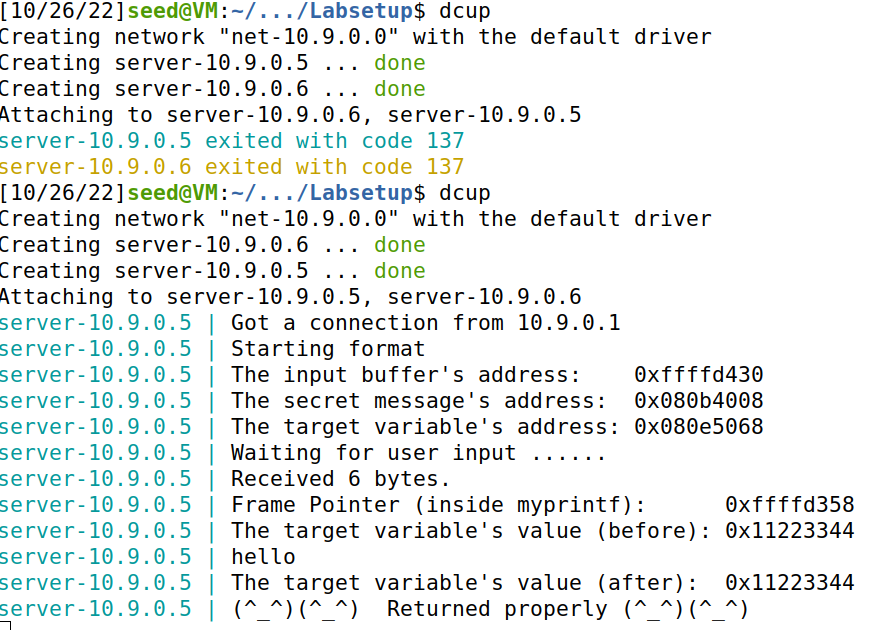 [10/26/22]seed@VM:~/.../Labsetup$ dcup
Creating network "net-10.9.0.0" with the default driver
Creating server-10.9.0.5 ... done
Creating server-10.9.0.6 ... done
Attaching to server-10.9.0.6, server-10.9.0.5
server-10.9.0.5 exited with code 137
server-10.9.0.6 exited with code 137
[10/26/22]seed@VM:~/.../Labsetup$ dcup
Creating network "net-10.9.0.0" with the default driver
Creating server-10.9.0.6 ... done
Creating server-10.9.0.5 ... done
Attaching to server-10.9.0.5, server-10.9.0.6
server-10.9.0.5 | Got a connection from 10.9.0.1
server-10.9.0.5 | Starting format
server-10.9.0.5 | The input buffer's address:    0xffffd430
server-10.9.0.5 | The secret message's address:  0x080b4008
server-10.9.0.5 | The target variable's address: 0x080e5068
server-10.9.0.5 | Waiting for user input ......
server-10.9.0.5 | Received 6 bytes.
server-10.9.0.5 | Frame Pointer (inside myprintf):      0xffffd358
server-10.9.0.5 | The target variable's value (before): 0x11223344
server-10.9.0.5 | hello
server-10.9.0.5 | The target variable's value (after):  0x11223344
server-10.9.0.5 | (^_^)(^_^)  Returned properly (^_^)(^_^)